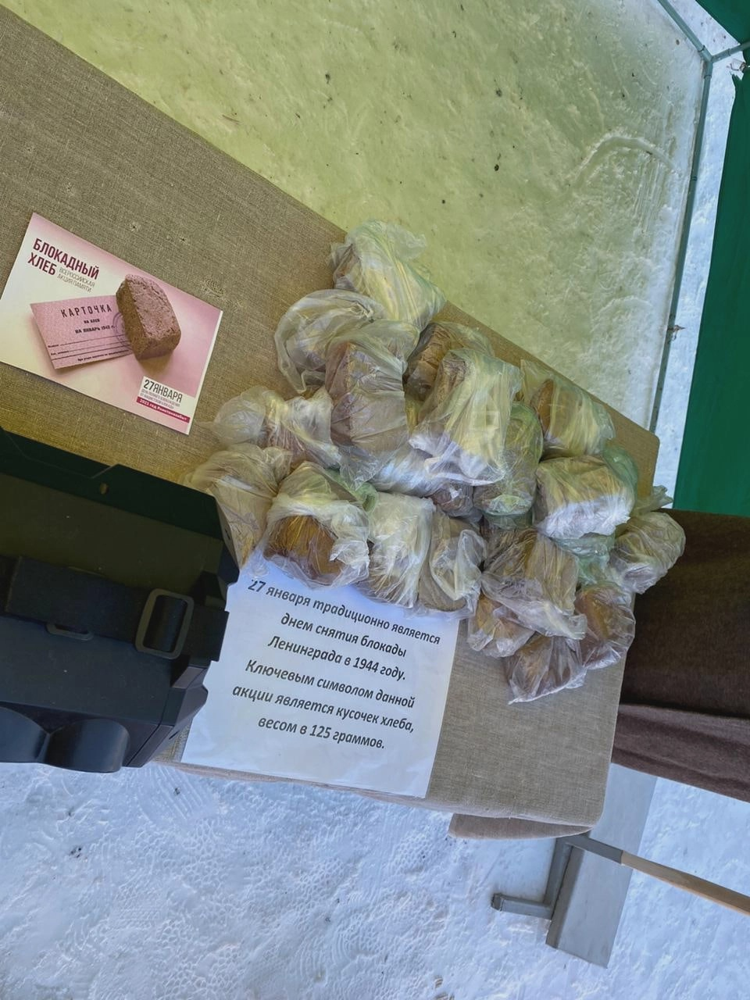 БЛОКАДНЫЙ
ХЛЕБ ВСЕРОССИЙСКАЯ
АКЦИЯ ПАМЯТИ
КАРТОЧКА
НА ХЛЕБ
НА ЯНВАРЬ 1942 г.
27 ЯНВАРЯ
27 января традиционно является
днем снятия блокады
Ленинграда в 1944 году.
Ключевым символом данной
акции является кусочек хлеба,
весом в 125 граммов.